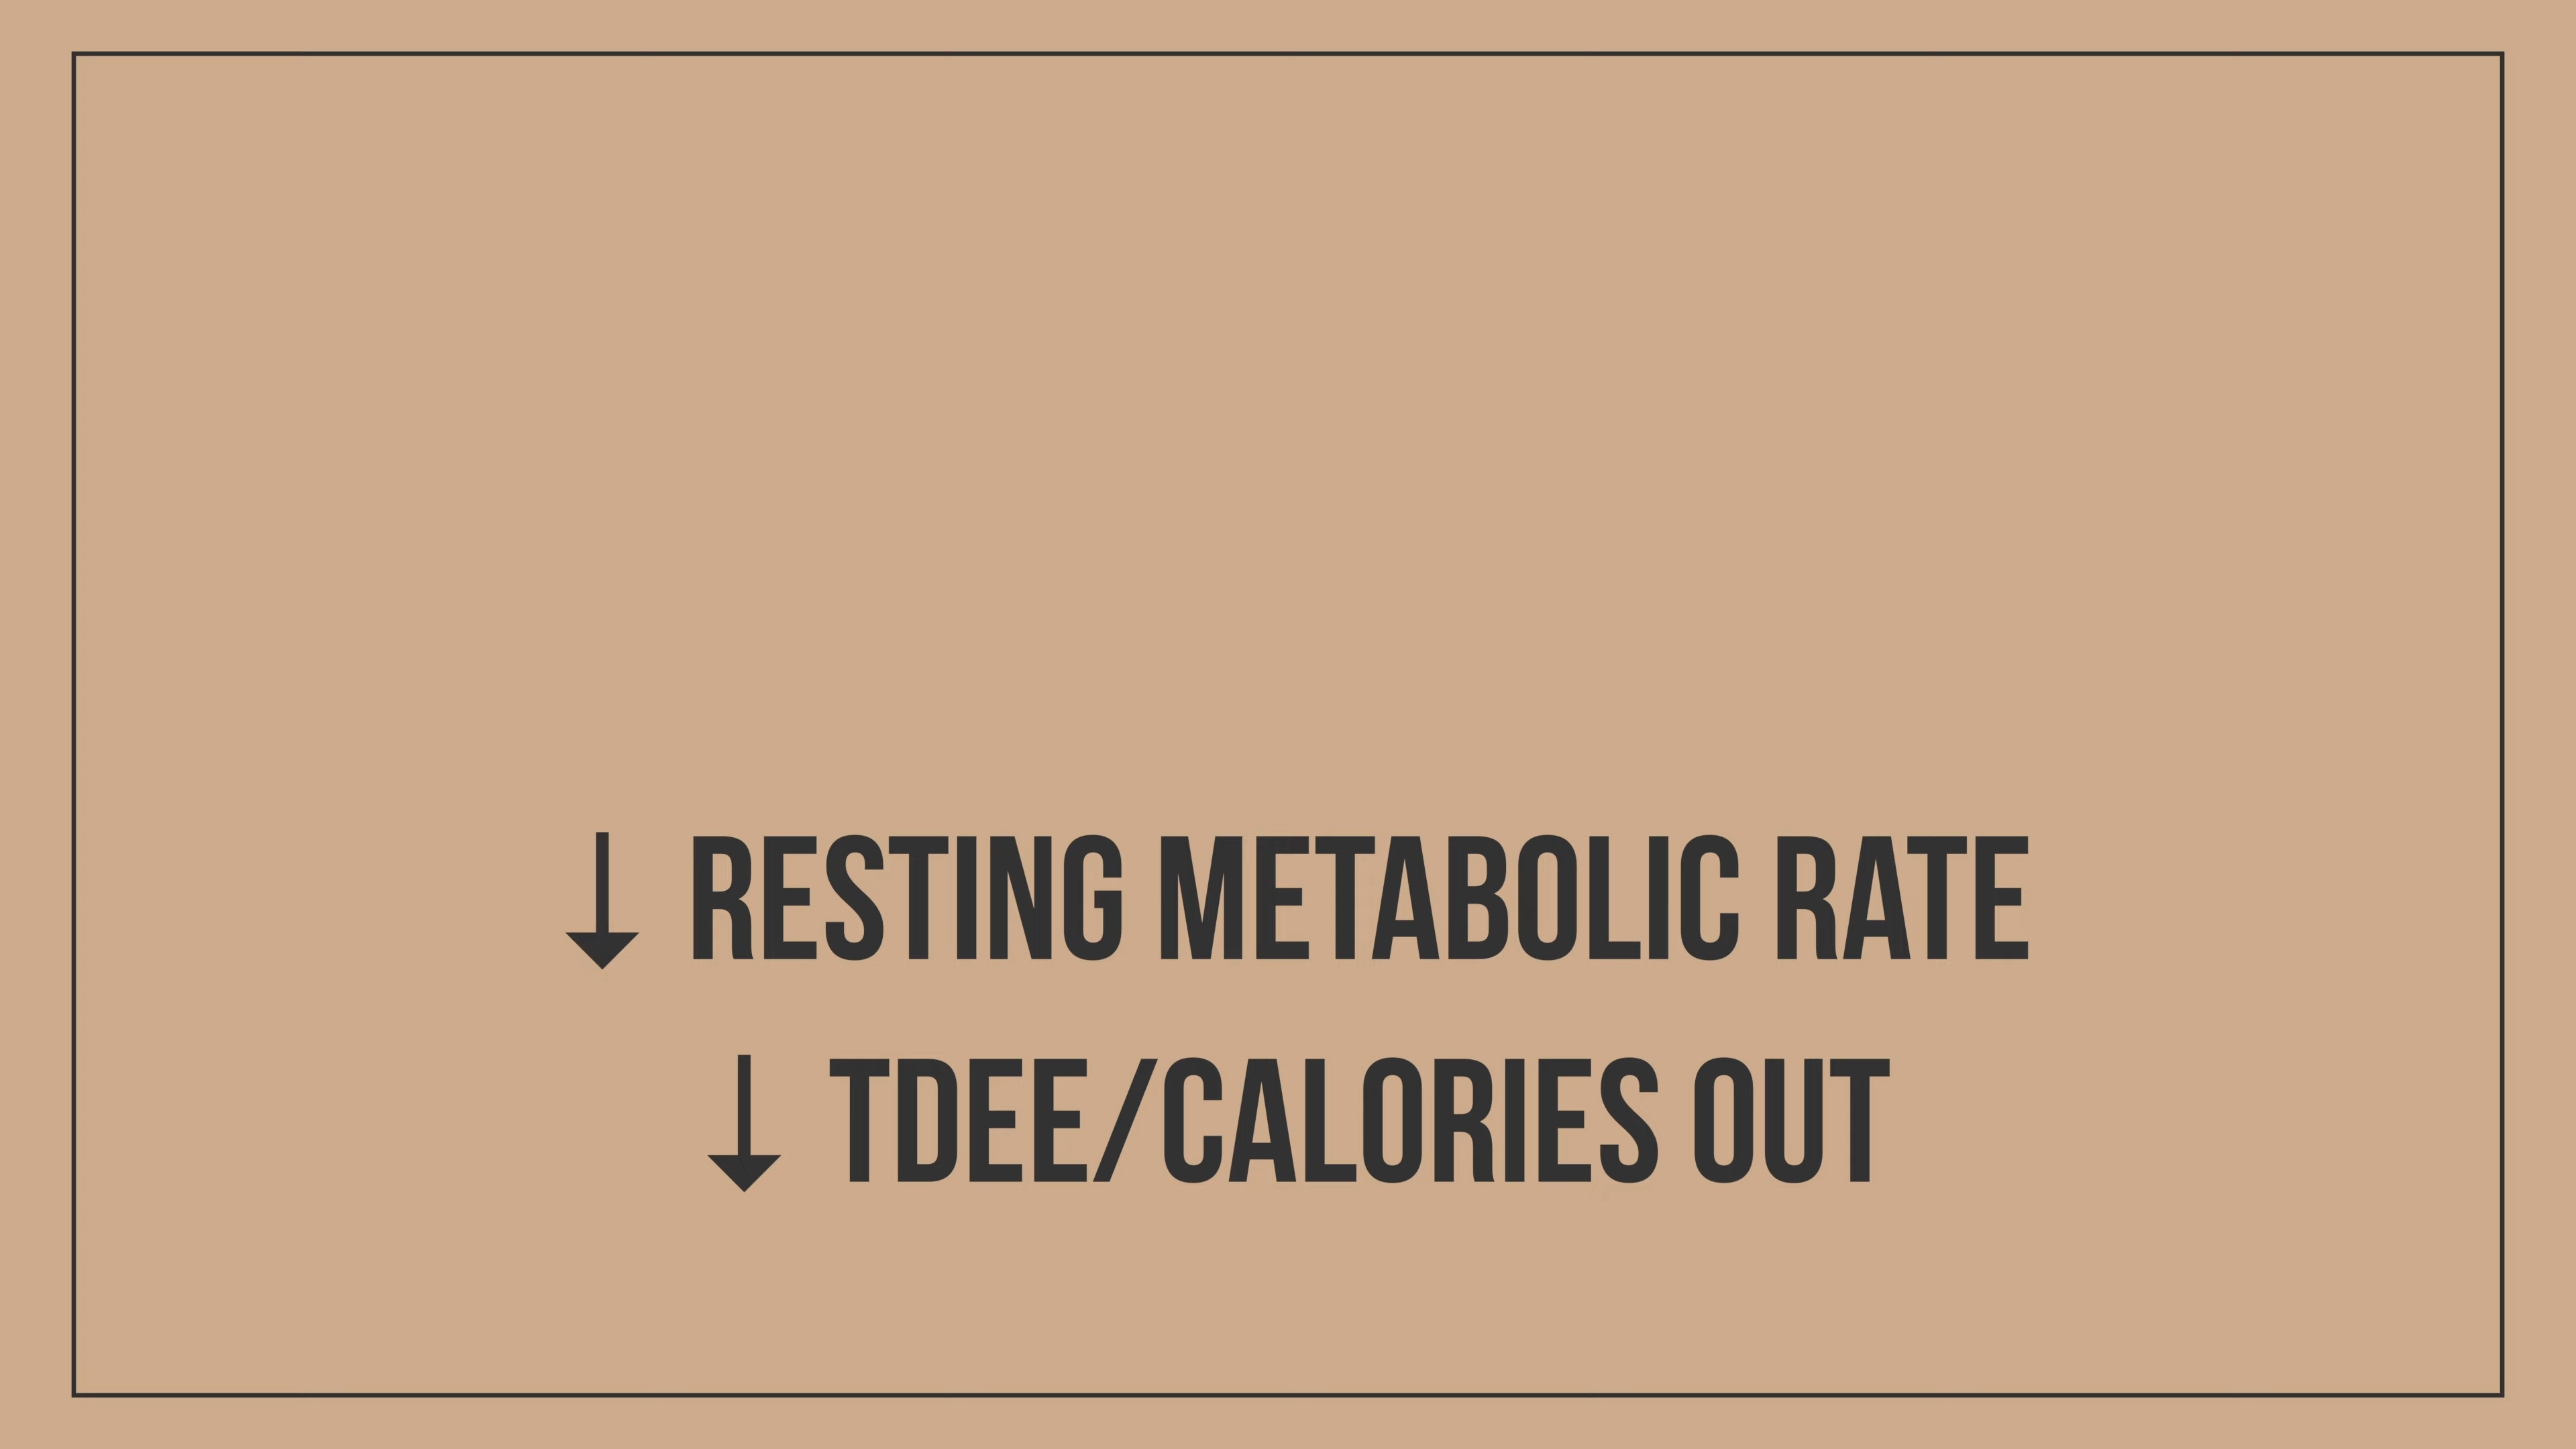 ↓ RESTING METABOLIC RATE
↓ TDEE/CALORIES OUT